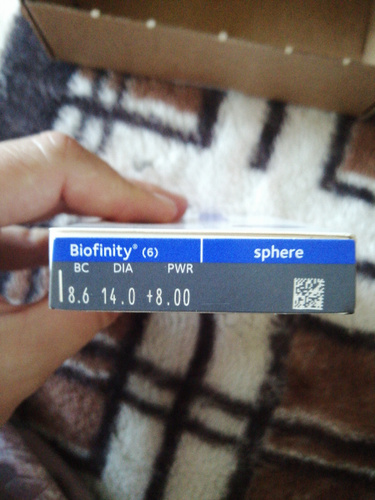 Biofinity® (6) sphere
BC DIA PWR
8.6 14.0 +8.00